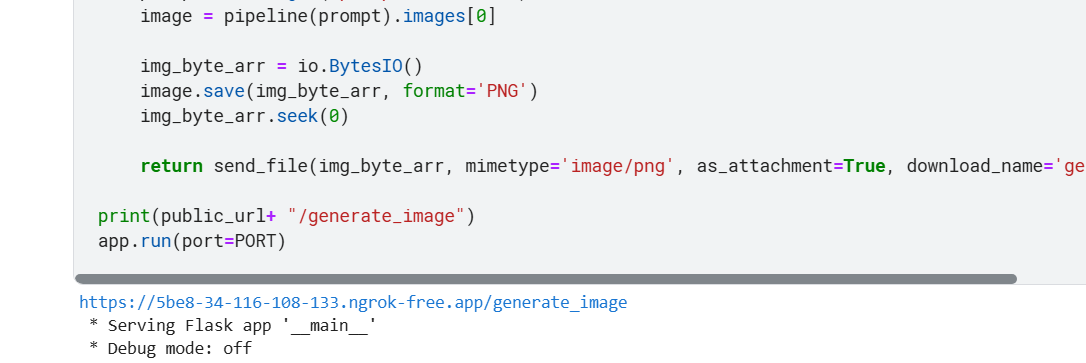 image = pipeline(prompt).images[0]
img_byte_arr = io.BytesIO()
image.save(img_byte_arr, format='PNG')
img_byte_arr.seek(0)
return send_file(img_byte_arr, mimetype='image/png', as_attachment=True, download_name='ge
print(public_url+ "/generate_image")
app.run(port=PORT)
https://5be8-34-116-108-133.ngrok-free.app/generate_image
* Serving Flask app '__main__'
* Debug mode: off